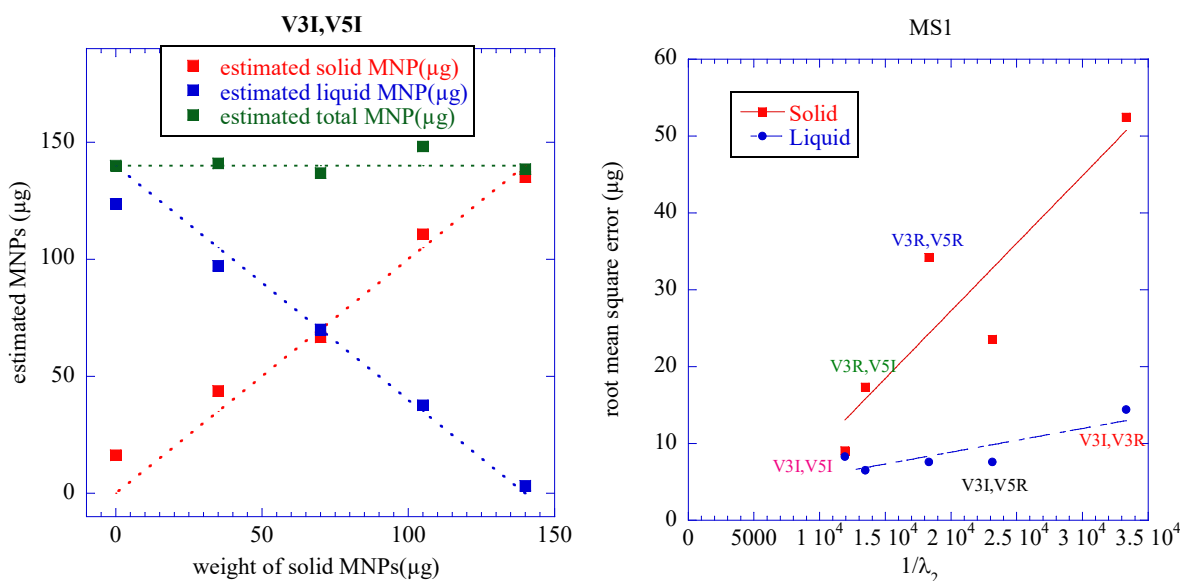 V3I,V5I
estimated solid MNP(µg)
estimated liquid MNP(µg)
estimated total MNP(µg)
150
100
50
0
estimated MNPs (µg)
0 50 100 150
weight of solid MNPs(µg)
MS1
60
50
40
30
20
10
0
root mean square error (µg)
Solid
Liquid
V3R,V5R
V3R,V5I
V3I,V5I
V3I,V5R
V3I,V3R
0 5000 1 10⁴ 1.5 10⁴ 2 10⁴ 2.5 10⁴ 3 10⁴ 3.5 10⁴
1/λ₂